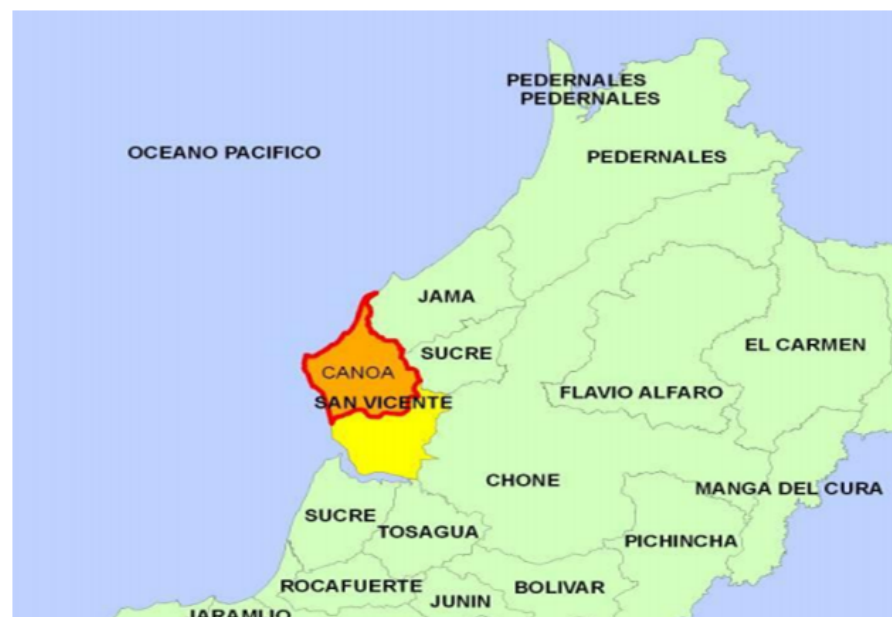 PEDERNALES
PEDERNALES
OCEANO PACIFICO
PEDERNALES
JAMA
SUCRE
EL CARMEN
CANOA
FLAVIO ALFARO
SAN VICENTE
CHONE
MANGA DEL CURA
SUCRE
TOSAGUA
PICHINCHA
ROCAFUERTE
BOLIVAR
JUNIN
JARAMIJO